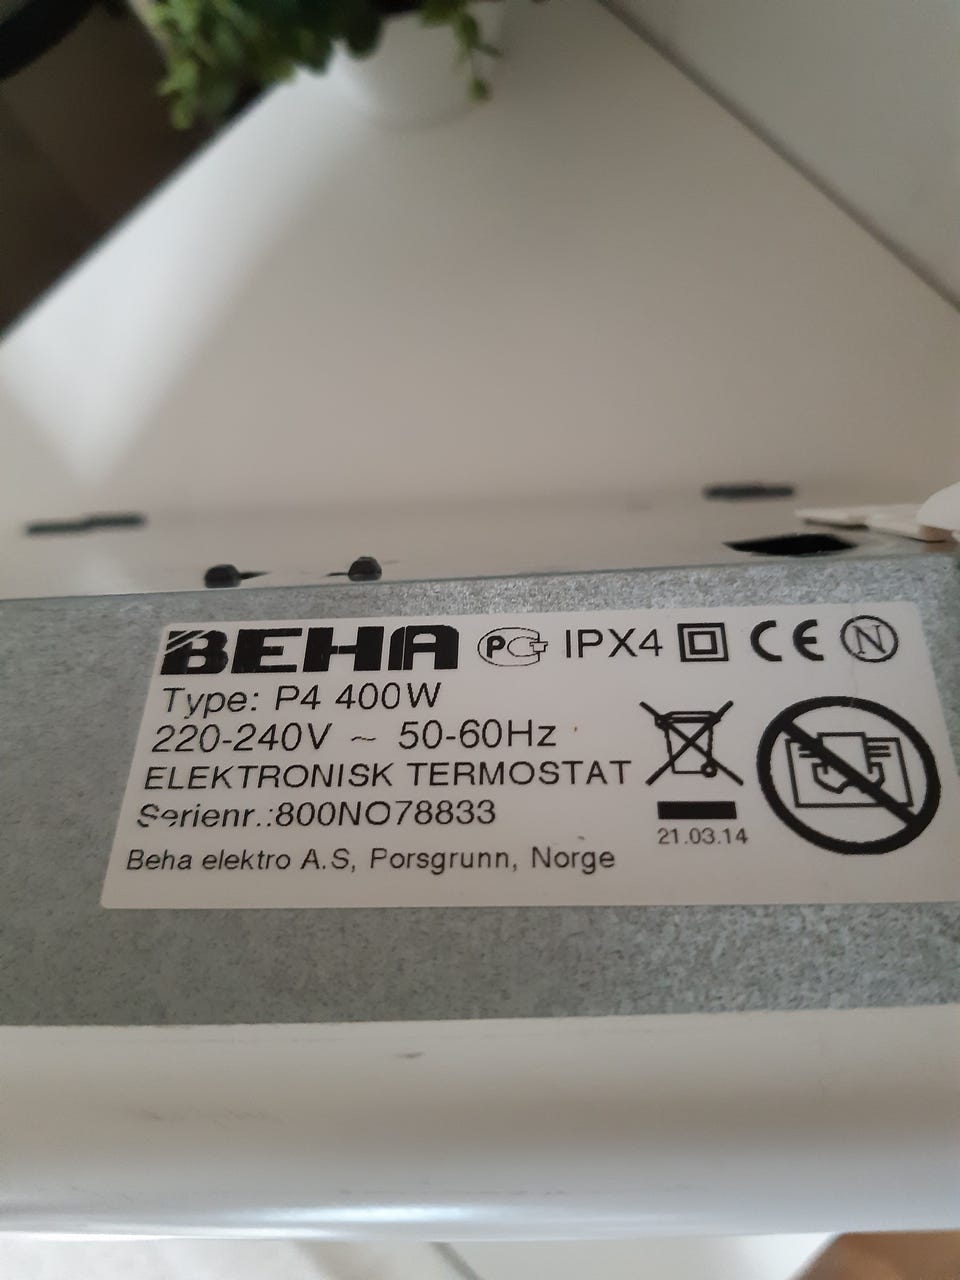 BEHA PC IPX4 CE N
Type: P4 400W
220-240V ~ 50-60Hz
ELEKTRONISK TERMOSTAT
Serienr.:800NO78833
21.03.14
Beha elektro A.S, Porsgrunn, Norge